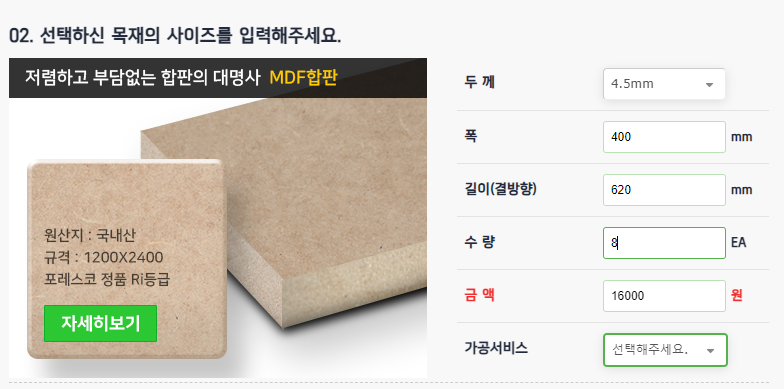 02. 선택하신 목재의 사이즈를 입력해주세요.
저렴하고 부담없는 합판의 대명사 MDF합판
원산지 : 국내산
규격 : 1200X2400
포레스코 정품 Ri등급
자세히보기
두 께 4.5mm
폭 400 mm
길이(결방향) 620 mm
수 량 8 EA
금 액 16000 원
가공서비스 선택해주세요.